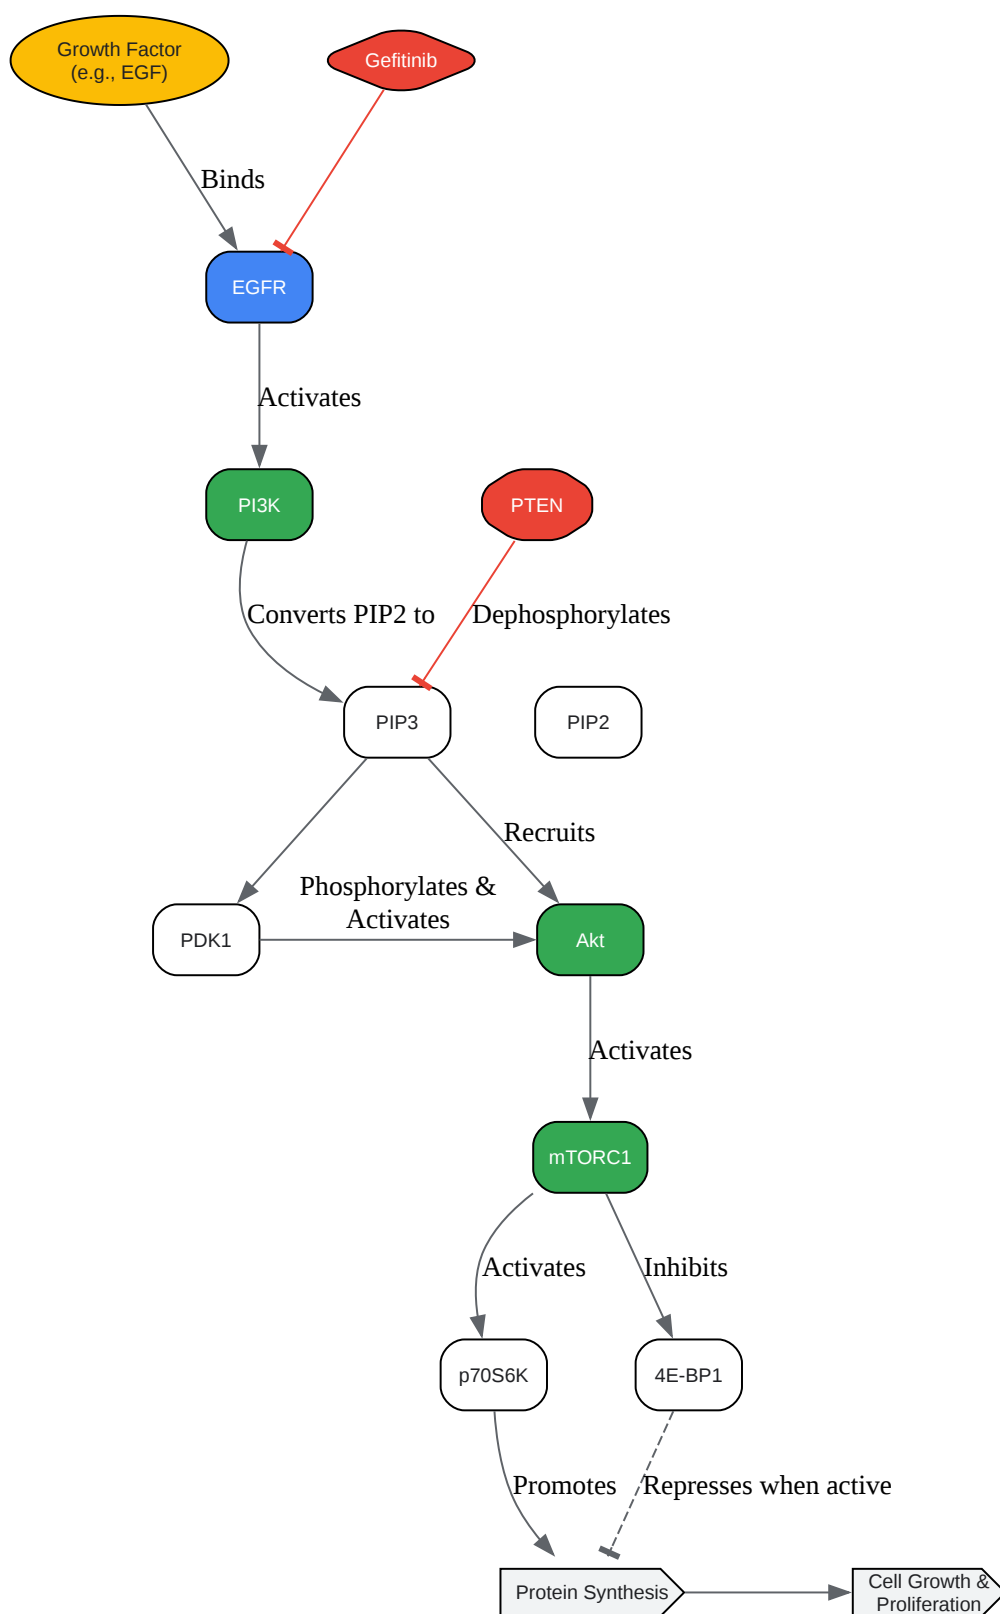 Growth Factor
(e.g., EGF)
Gefitinib
Binds
EGFR
Activates
PI3K
PTEN
Converts PIP2 to
Dephosphorylates
PIP3
PIP2
Recruits
Phosphorylates &
Activates
PDK1
Akt
Activates
mTORC1
Activates
Inhibits
p70S6K
4E-BP1
Promotes
Represses when active
Protein Synthesis
Cell Growth &
Proliferation